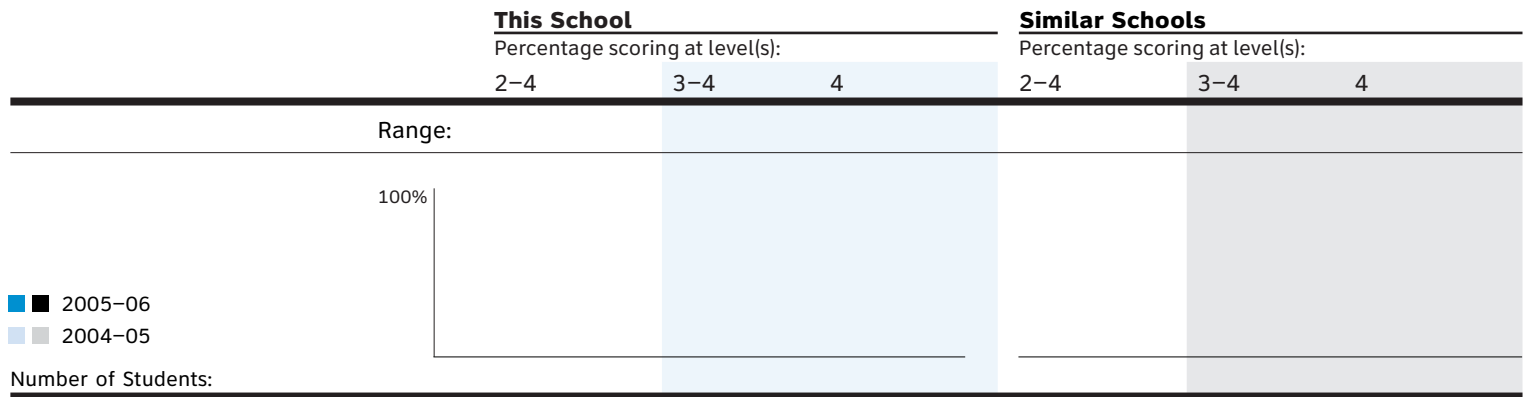 This School Similar Schools
Percentage scoring at level(s): Percentage scoring at level(s):
2–4 3–4 4 2–4 3–4 4
Range:
100%
2005–06
2004–05
Number of Students: